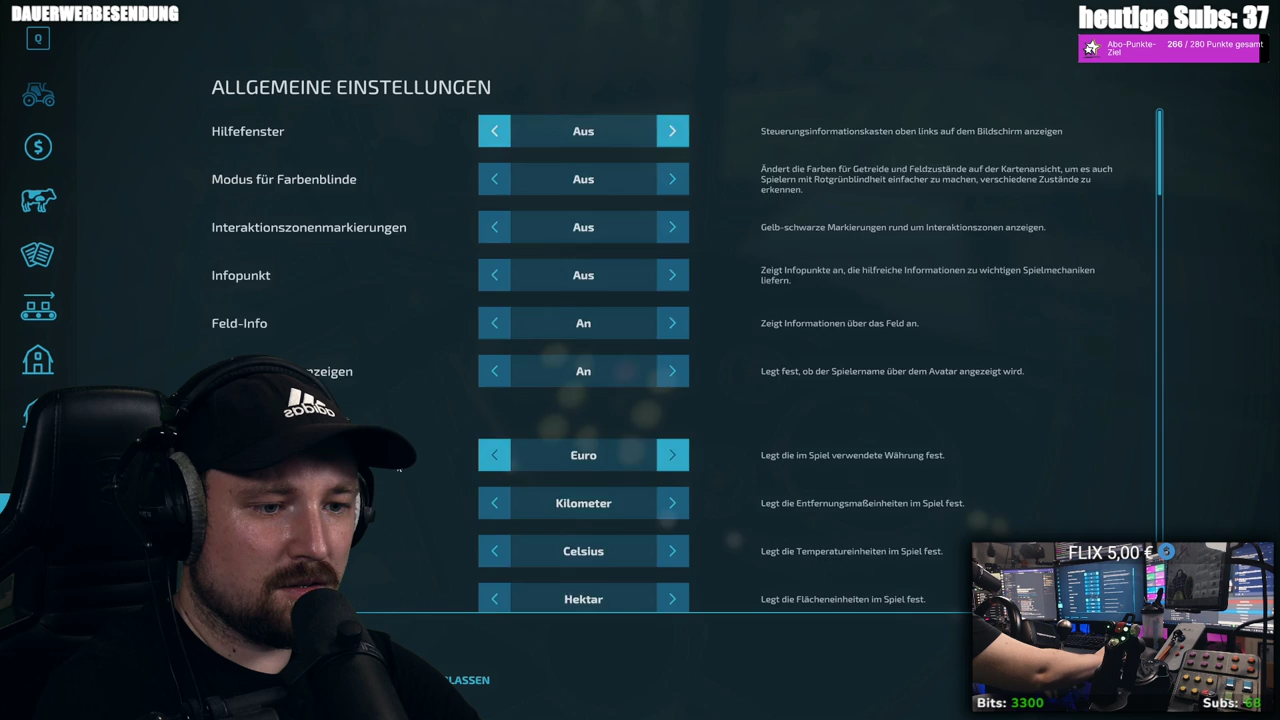 DAUERWERBESENDUNG
heutige Subs: 37
Abo-Punkte-
Ziel
266 / 280 Punkte gesamt
Q
ALLGEMEINE EINSTELLUNGEN
Hilfefenster
Aus
Steuerungsinformationskasten oben links auf dem Bildschirm anzeigen
Modus für Farbenblinde
Aus
Ändert die Farben für Getreide und Feldzustände auf der Kartenansicht, um es auch
Spielern mit Rotgrünblindheit einfacher zu machen, verschiedene Zustände zu
erkennen.
Interaktionszonenmarkierungen
Aus
Gelb-schwarze Markierungen rund um Interaktionszonen anzeigen.
Infopunkt
Aus
Zeigt Infopunkte an, die hilfreiche Informationen zu wichtigen Spielmechaniken
liefern.
Feld-Info
An
Zeigt Informationen über das Feld an.
nzeigen
An
Legt fest, ob der Spielername über dem Avatar angezeigt wird.
Euro
Legt die im Spiel verwendete Währung fest.
Kilometer
Legt die Entfernungsmaßeinheiten im Spiel fest.
Celsius
Legt die Temperatureinheiten im Spiel fest.
Hektar
Legt die Flächeneinheiten im Spiel fest.
adidas
FLIX 5,00 €
LASSEN
Bits: 3300
Subs: 68